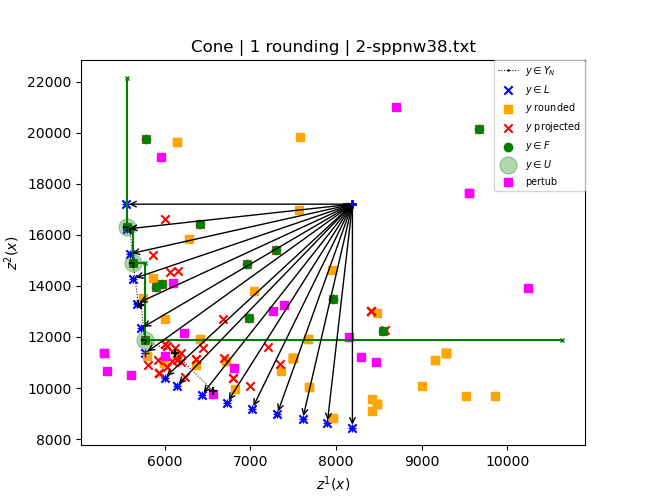 Cone | 1 rounding | 2-sppnw38.txt
22000
20000
18000
16000
14000
12000
10000
8000
z²(x)
6000
7000
8000
9000
10000
z¹(x)
y ∈ Y_N
y ∈ L
y rounded
y projected
y ∈ F
y ∈ U
pertub